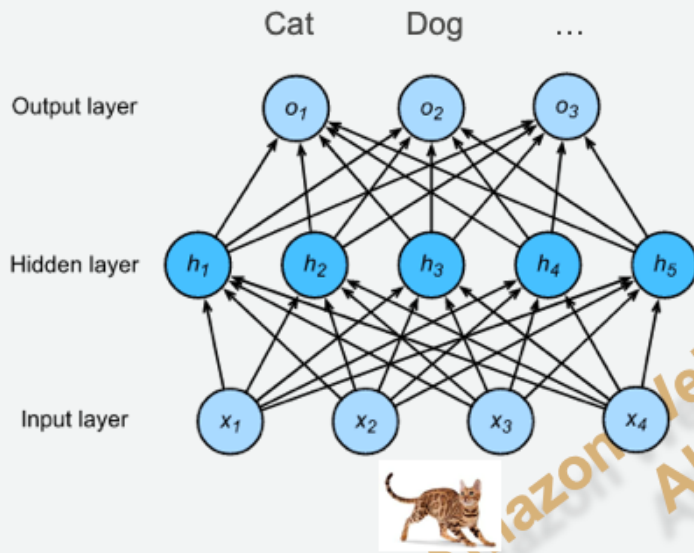 Cat Dog ...
Output layer o1 o2 o3
Hidden layer h1 h2 h3 h4 h5
Input layer x1 x2 x3 x4